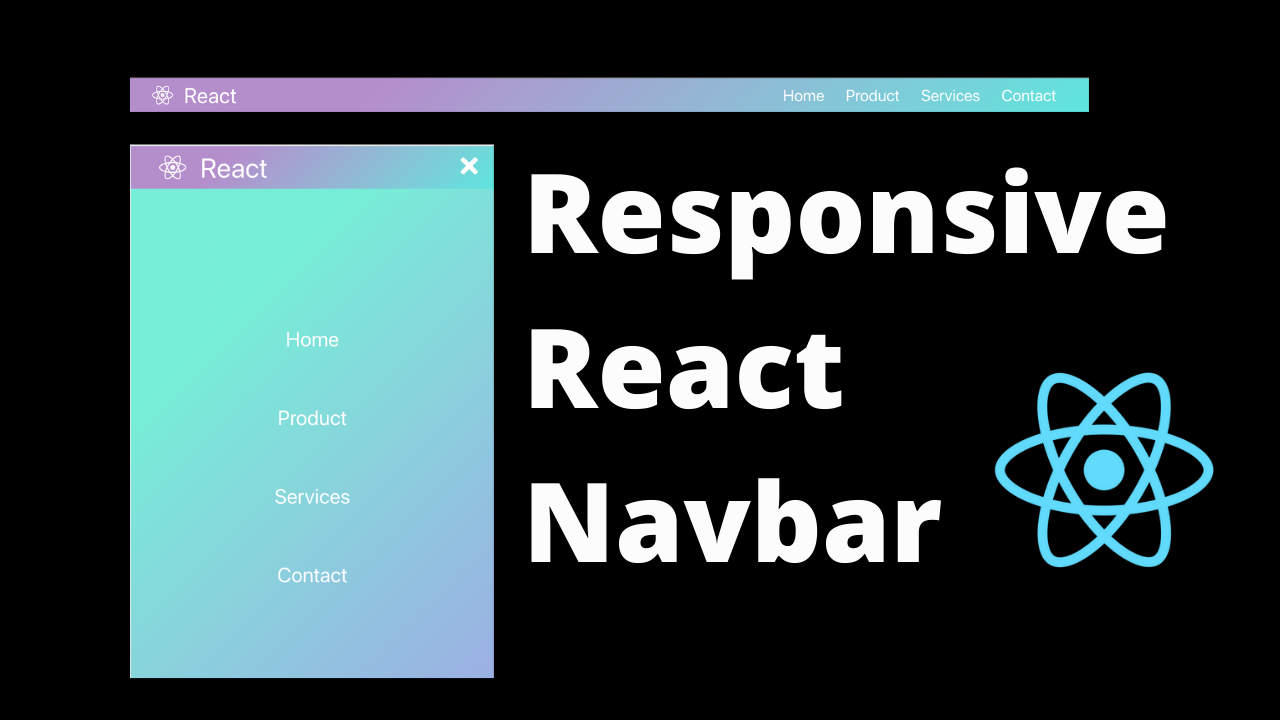 React Home Product Services Contact
React
Home
Product
Services
Contact
Responsive
React
Navbar